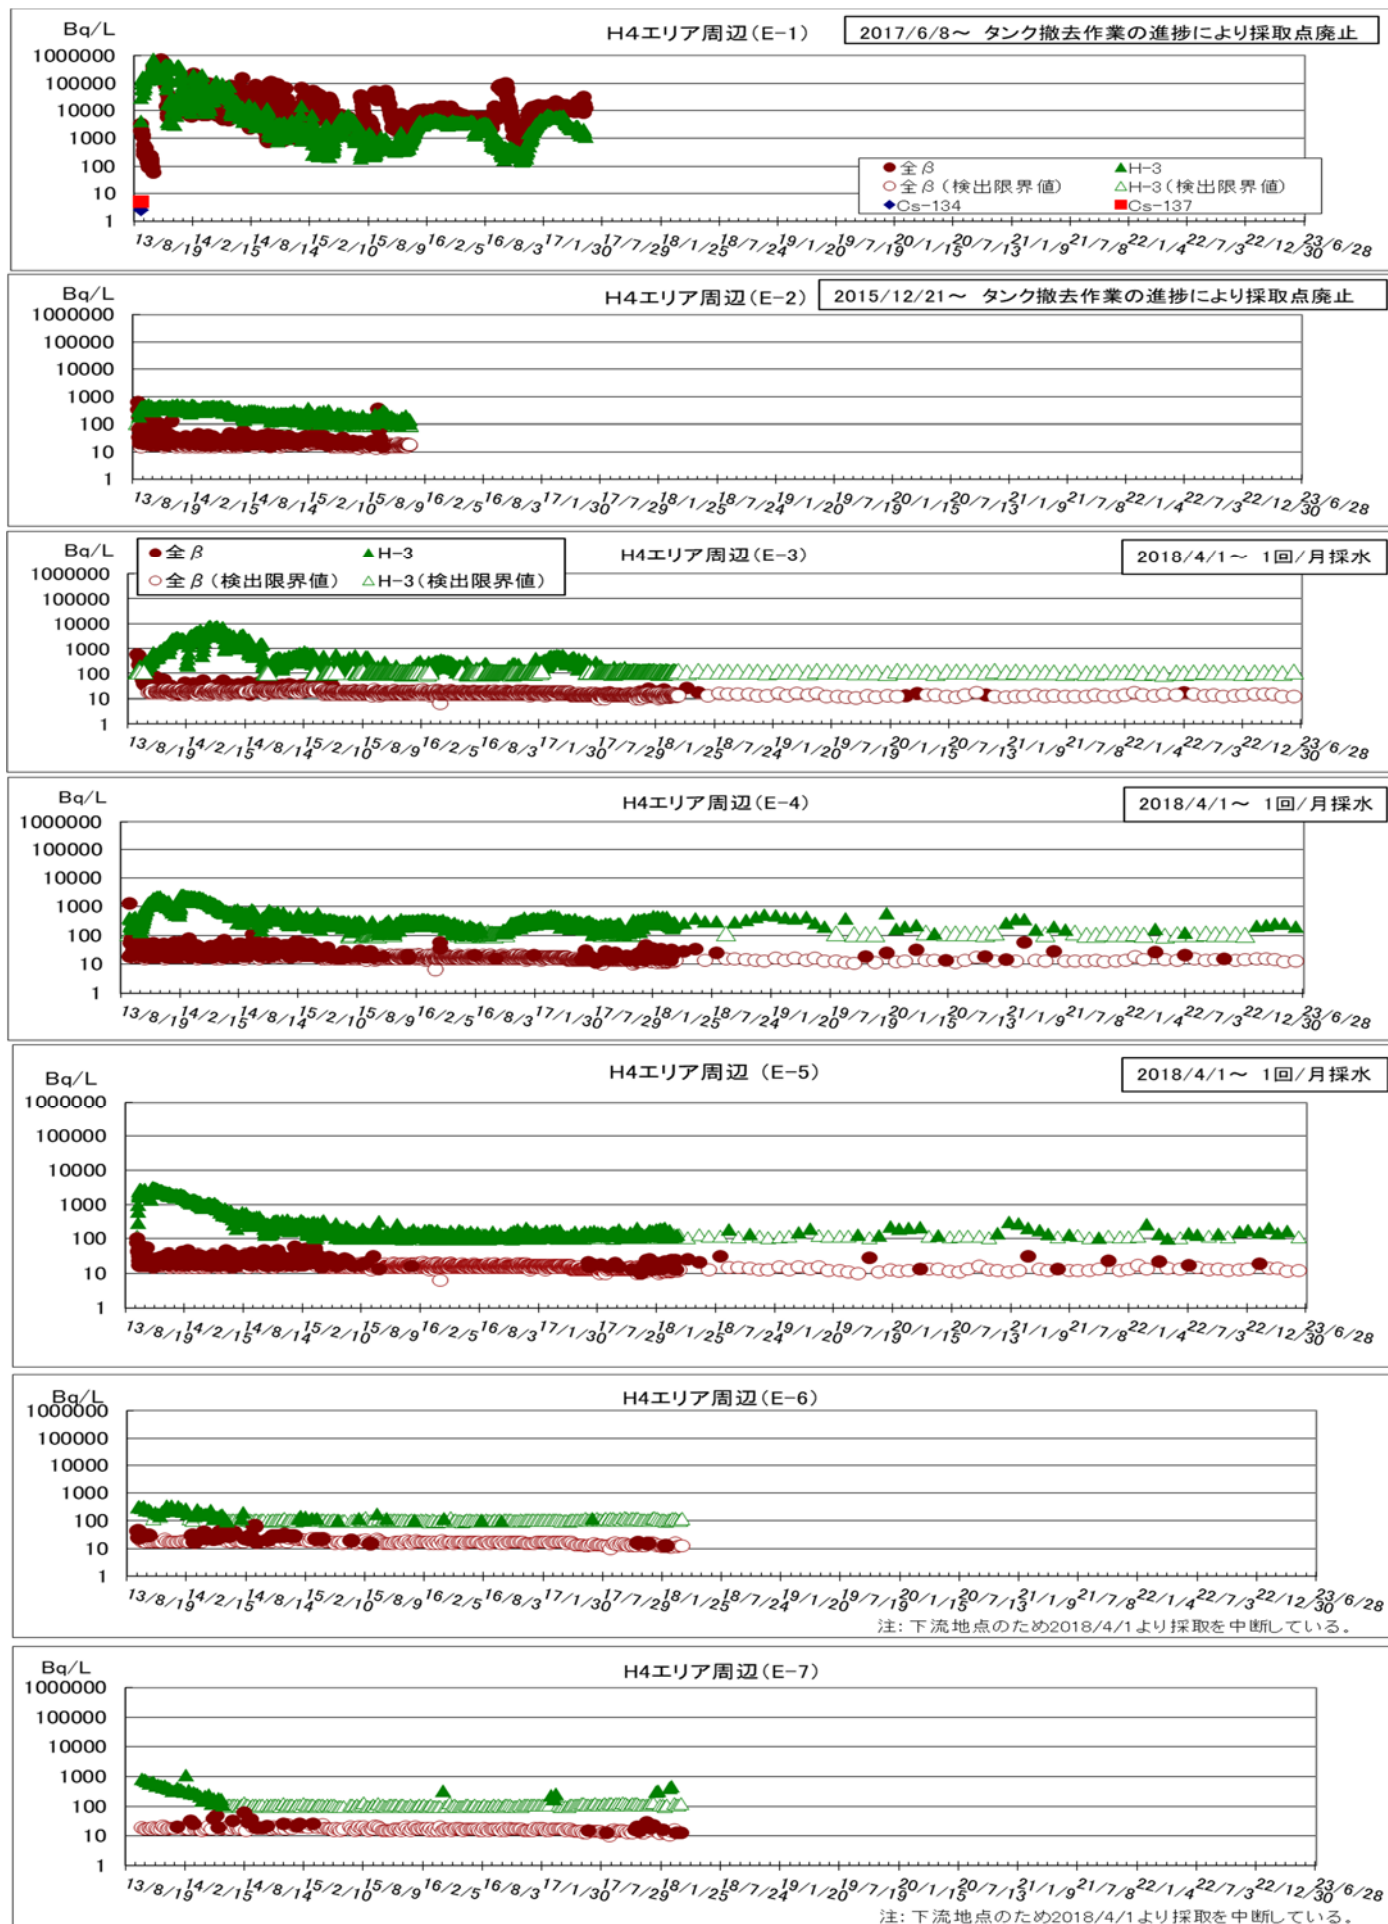 Bq/L
H4エリア周辺(E-1)
2017/6/8～ タンク撤去作業の進捗により採取点廃止
1000000
100000
10000
1000
100
10
1
全β
H-3
全β(検出限界値)
H-3(検出限界値)
Cs-134
Cs-137
13/8/19 14/2/15 14/8/14 15/2/10 15/8/9 16/2/5 16/8/3 17/1/30 17/7/29 18/1/25 18/7/24 19/1/20 19/7/19 20/1/15 20/7/13 21/1/9 21/7/8 22/1/4 22/7/3 22/12/30 23/6/28
Bq/L
H4エリア周辺(E-2)
2015/12/21～ タンク撤去作業の進捗により採取点廃止
1000000
100000
10000
1000
100
10
1
13/8/19 14/2/15 14/8/14 15/2/10 15/8/9 16/2/5 16/8/3 17/1/30 17/7/29 18/1/25 18/7/24 19/1/20 19/7/19 20/1/15 20/7/13 21/1/9 21/7/8 22/1/4 22/7/3 22/12/30 23/6/28
Bq/L
全β
H-3
全β(検出限界値)
H-3(検出限界値)
H4エリア周辺(E-3)
2018/4/1～ 1回/月採水
1000000
100000
10000
1000
100
10
1
13/8/19 14/2/15 14/8/14 15/2/10 15/8/9 16/2/5 16/8/3 17/1/30 17/7/29 18/1/25 18/7/24 19/1/20 19/7/19 20/1/15 20/7/13 21/1/9 21/7/8 22/1/4 22/7/3 22/12/30 23/6/28
Bq/L
H4エリア周辺(E-4)
2018/4/1～ 1回/月採水
1000000
100000
10000
1000
100
10
1
13/8/19 14/2/15 14/8/14 15/2/10 15/8/9 16/2/5 16/8/3 17/1/30 17/7/29 18/1/25 18/7/24 19/1/20 19/7/19 20/1/15 20/7/13 21/1/9 21/7/8 22/1/4 22/7/3 22/12/30 23/6/28
Bq/L
H4エリア周辺 (E-5)
2018/4/1～ 1回/月採水
1000000
100000
10000
1000
100
10
1
13/8/19 14/2/15 14/8/14 15/2/10 15/8/9 16/2/5 16/8/3 17/1/30 17/7/29 18/1/25 18/7/24 19/1/20 19/7/19 20/1/15 20/7/13 21/1/9 21/7/8 22/1/4 22/7/3 22/12/30 23/6/28
Bq/L
H4エリア周辺(E-6)
1000000
100000
10000
1000
100
10
1
13/8/19 14/2/15 14/8/14 15/2/10 15/8/9 16/2/5 16/8/3 17/1/30 17/7/29 18/1/25 18/7/24 19/1/20 19/7/19 20/1/15 20/7/13 21/1/9 21/7/8 22/1/4 22/7/3 22/12/30 23/6/28
注: 下流地点のため2018/4/1より採取を中断している。
Bq/L
H4エリア周辺(E-7)
1000000
100000
10000
1000
100
10
1
13/8/19 14/2/15 14/8/14 15/2/10 15/8/9 16/2/5 16/8/3 17/1/30 17/7/29 18/1/25 18/7/24 19/1/20 19/7/19 20/1/15 20/7/13 21/1/9 21/7/8 22/1/4 22/7/3 22/12/30 23/6/28
注: 下流地点のため2018/4/1より採取を中断している。